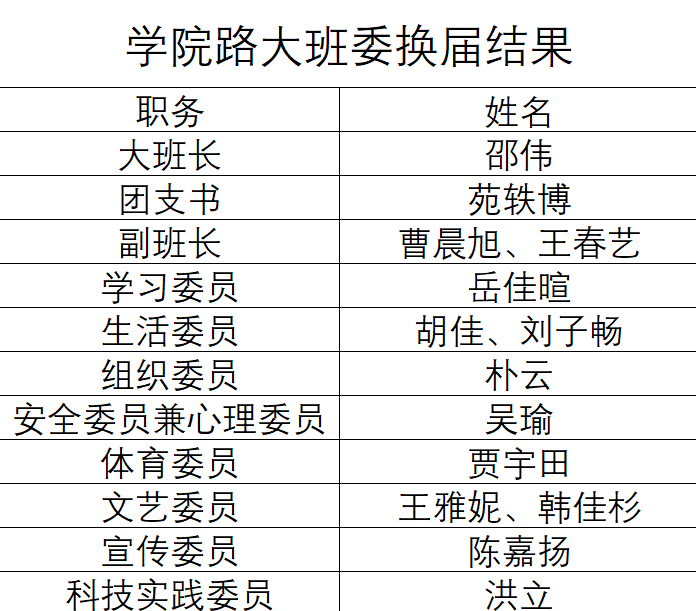 学院路大班委换届结果
职务 姓名
大班长 邵伟
团支书 苑轶博
副班长 曹晨旭、王春艺
学习委员 岳佳暄
生活委员 胡佳、刘子畅
组织委员 朴云
安全委员兼心理委员 吴瑜
体育委员 贾宇田
文艺委员 王雅妮、韩佳杉
宣传委员 陈嘉扬
科技实践委员 洪立